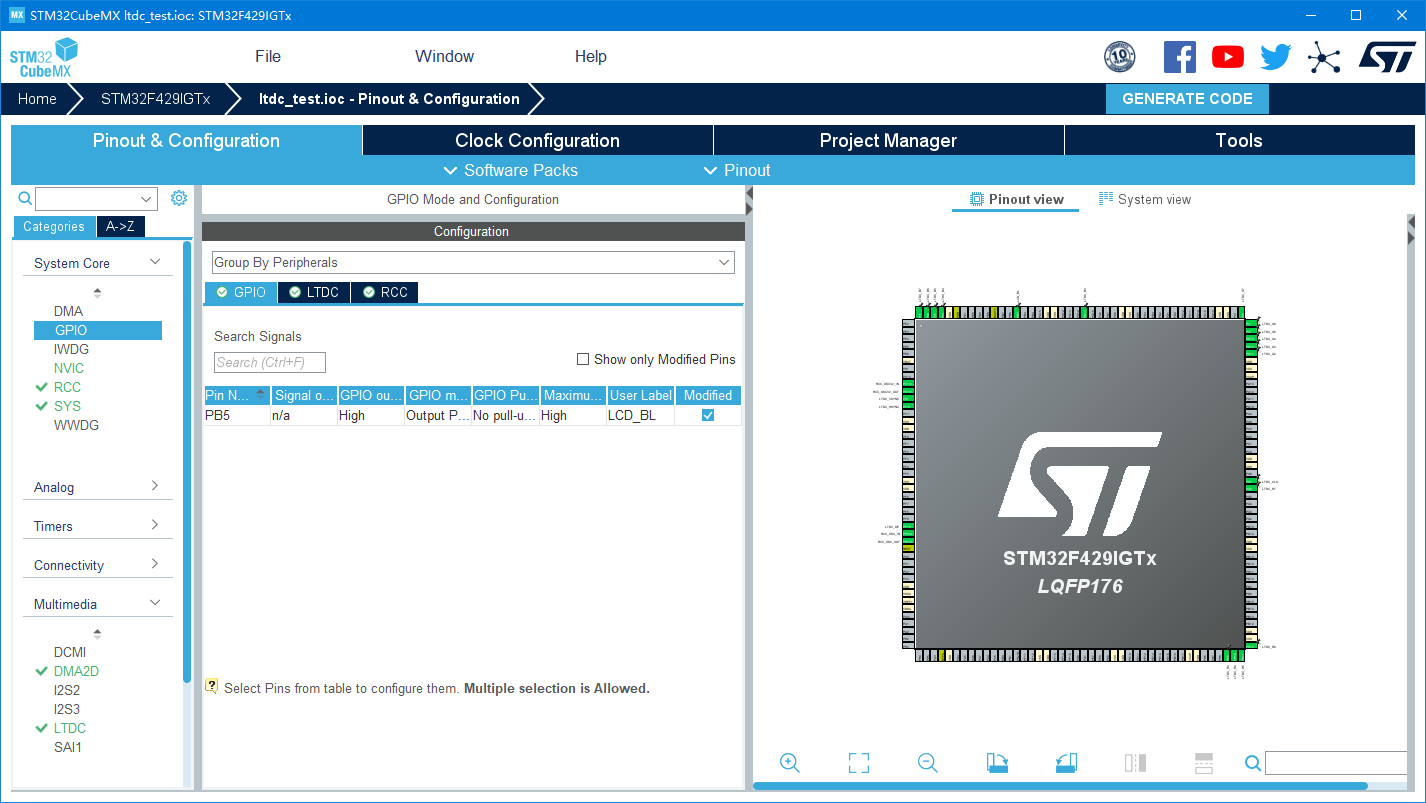 MX STM32CubeMX ltdc_test.ioc: STM32F429IGTx
STM32
CubeMX
File Window Help
10
Home STM32F429IGTx ltdc_test.ioc - Pinout & Configuration GENERATE CODE
Pinout & Configuration Clock Configuration Project Manager Tools
Software Packs Pinout
GPIO Mode and Configuration
Pinout view System view
Categories A->Z
Configuration
Group By Peripherals
GPIO LTDC RCC
Search Signals
Search (Ctrl+F)
Show only Modified Pins
Pin N... Signal o... GPIO ou... GPIO m... GPIO Pu... Maximu... User Label Modified
PB5 n/a High Output P... No pull-u... High LCD_BL
Select Pins from table to configure them. Multiple selection is Allowed.
System Core
DMA
GPIO
IWDG
NVIC
RCC
SYS
WWDG
Analog
Timers
Connectivity
Multimedia
DCMI
DMA2D
I2S2
I2S3
LTDC
SAI1
STM32F429IGTx
LQFP176